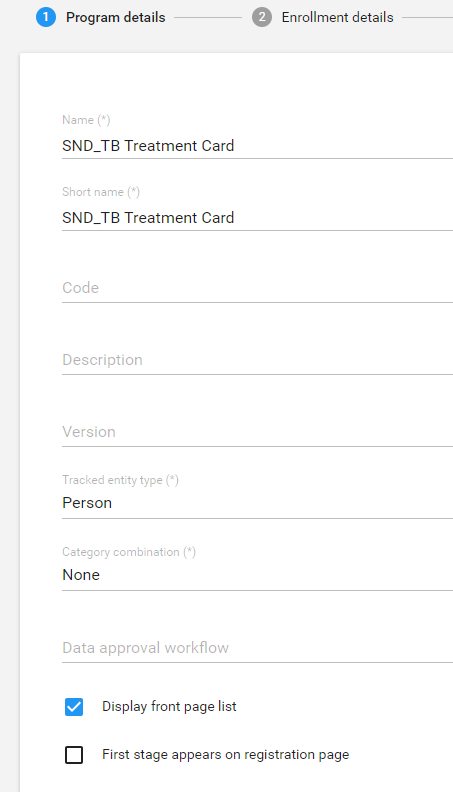 1 Program details 2 Enrollment details
Name (*)
SND_TB Treatment Card
Short name (*)
SND_TB Treatment Card
Code
Description
Version
Tracked entity type (*)
Person
Category combination (*)
None
Data approval workflow
Display front page list
First stage appears on registration page